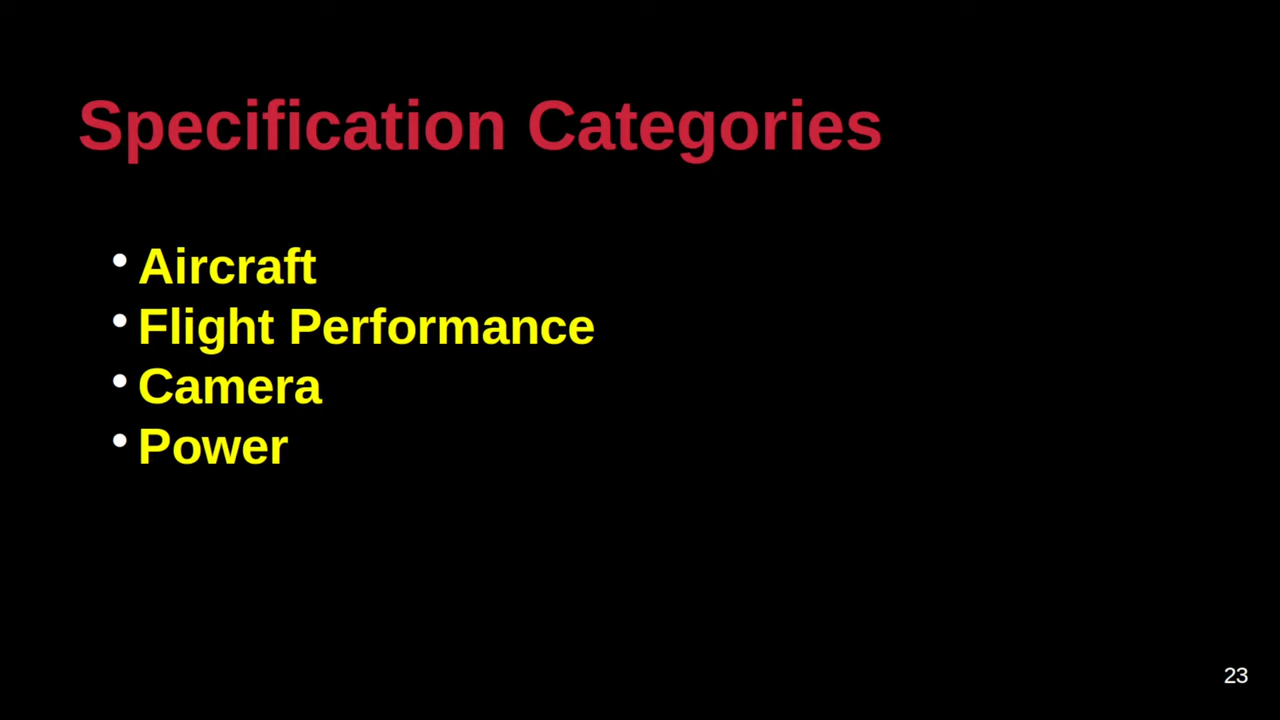 Specification Categories
• Aircraft
• Flight Performance
• Camera
• Power
23